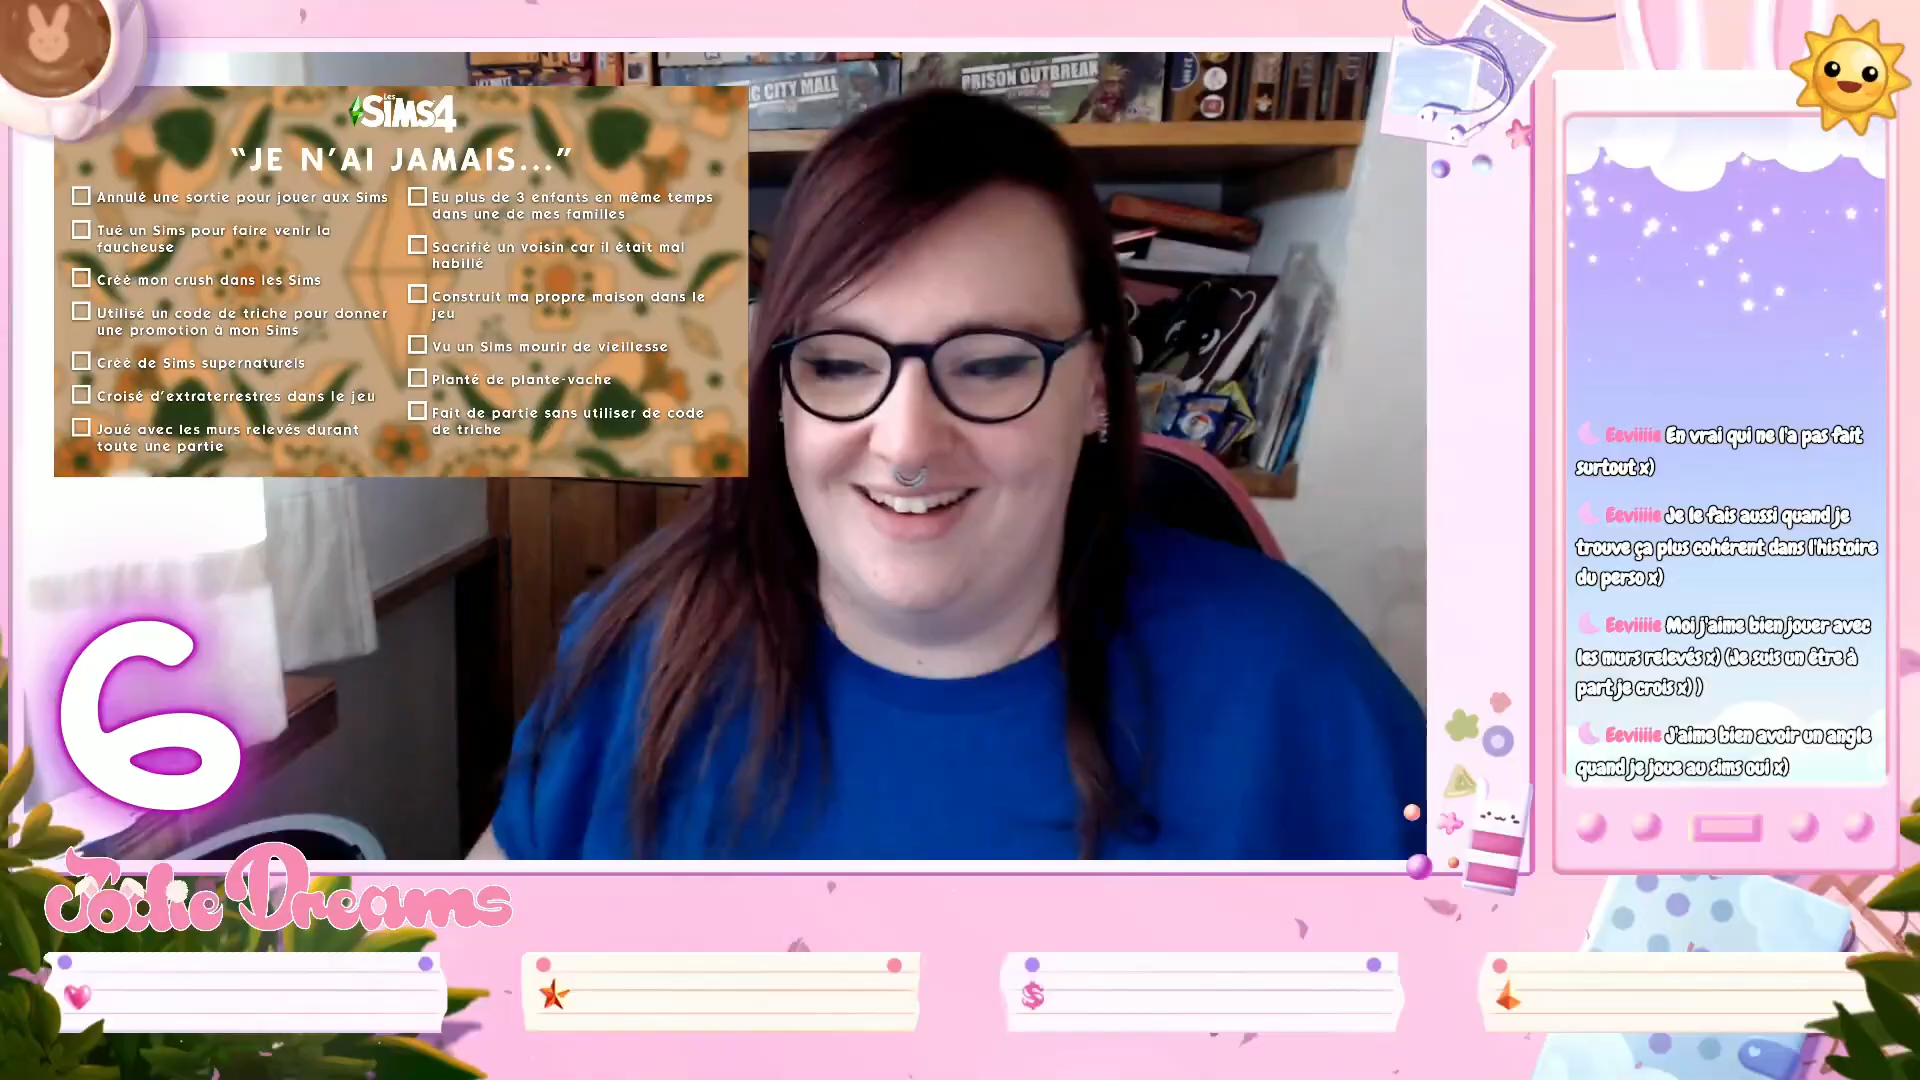 C CITY MALL
PRISON OUTBREAK
Les
SiMS4
“JE N’AI JAMAIS...”
Annulé une sortie pour jouer aux Sims
Tué un Sims pour faire venir la
faucheuse
Créé mon crush dans les Sims
Utilisé un code de triche pour donner
une promotion à mon Sims
Créé de Sims supernaturels
Croisé d’extraterrestres dans le jeu
Joué avec les murs relevés durant
toute une partie
Eu plus de 3 enfants en même temps
dans une de mes familles
Sacrifié un voisin car il était mal
habillé
Construit ma propre maison dans le
jeu
Vu un Sims mourir de vieillesse
Planté de plante-vache
Fait de partie sans utiliser de code
de triche
6
Jodie Dreams
Eeviiiie En vrai qui ne l'a pas fait
surtout x)
Eeviiiie Je le fais aussi quand je
trouve ça plus cohérent dans l'histoire
du perso x)
Eeviiiie Moi j'aime bien jouer avec
les murs relevés x) (Je suis un être à
part je crois x) )
Eeviiiie J'aime bien avoir un angle
quand je joue au sims oui x)